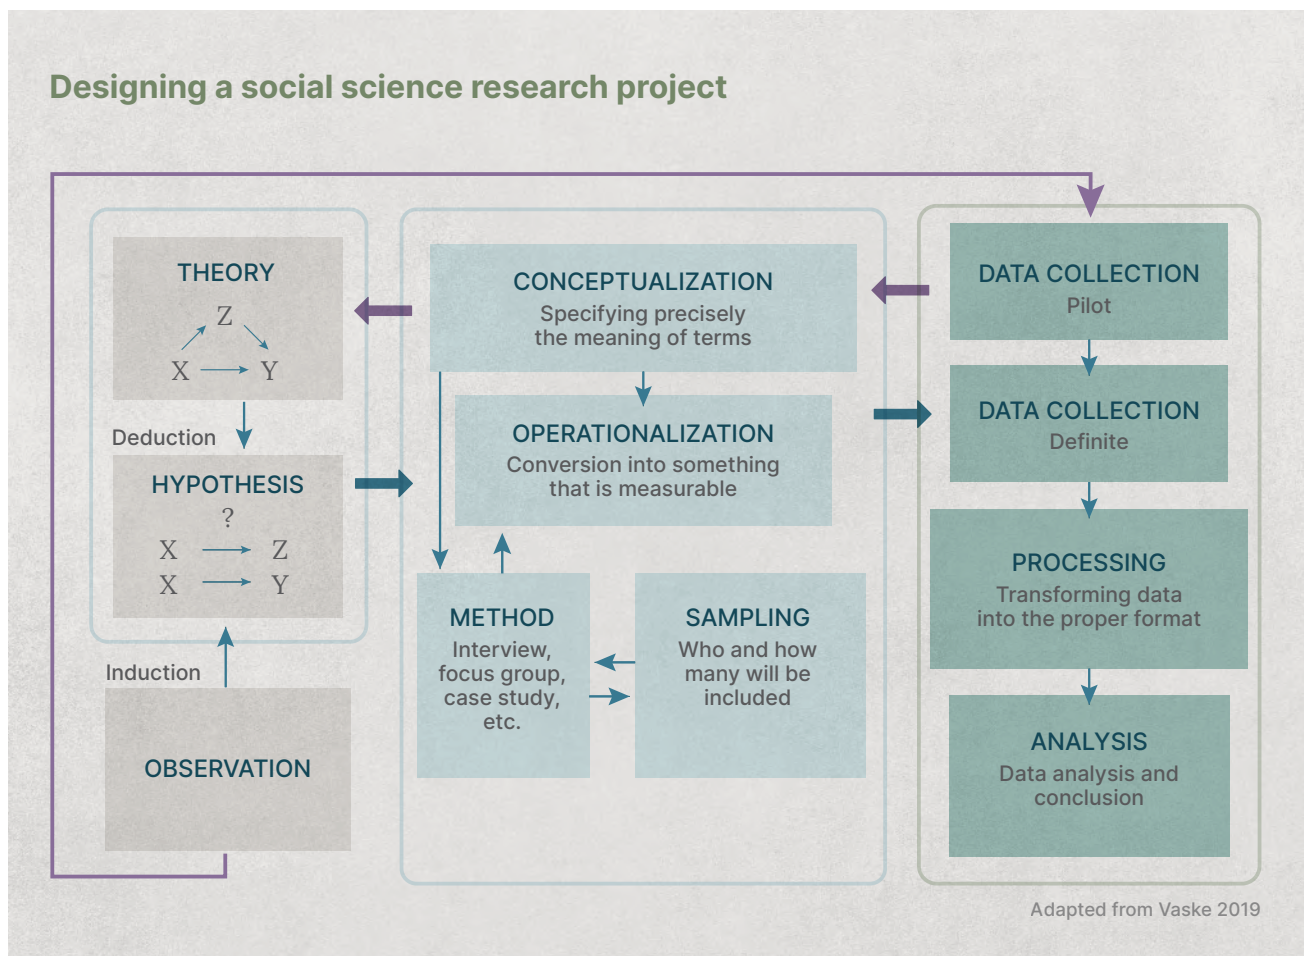 Designing a social science research project
THEORY
Z
X Y
Deduction
HYPOTHESIS
?
X Z
X Y
Induction
OBSERVATION
CONCEPTUALIZATION
Specifying precisely
the meaning of terms
OPERATIONALIZATION
Conversion into something
that is measurable
METHOD
Interview,
focus group,
case study,
etc.
SAMPLING
Who and how
many will be
included
DATA COLLECTION
Pilot
DATA COLLECTION
Definite
PROCESSING
Transforming data
into the proper format
ANALYSIS
Data analysis and
conclusion
Adapted from Vaske 2019